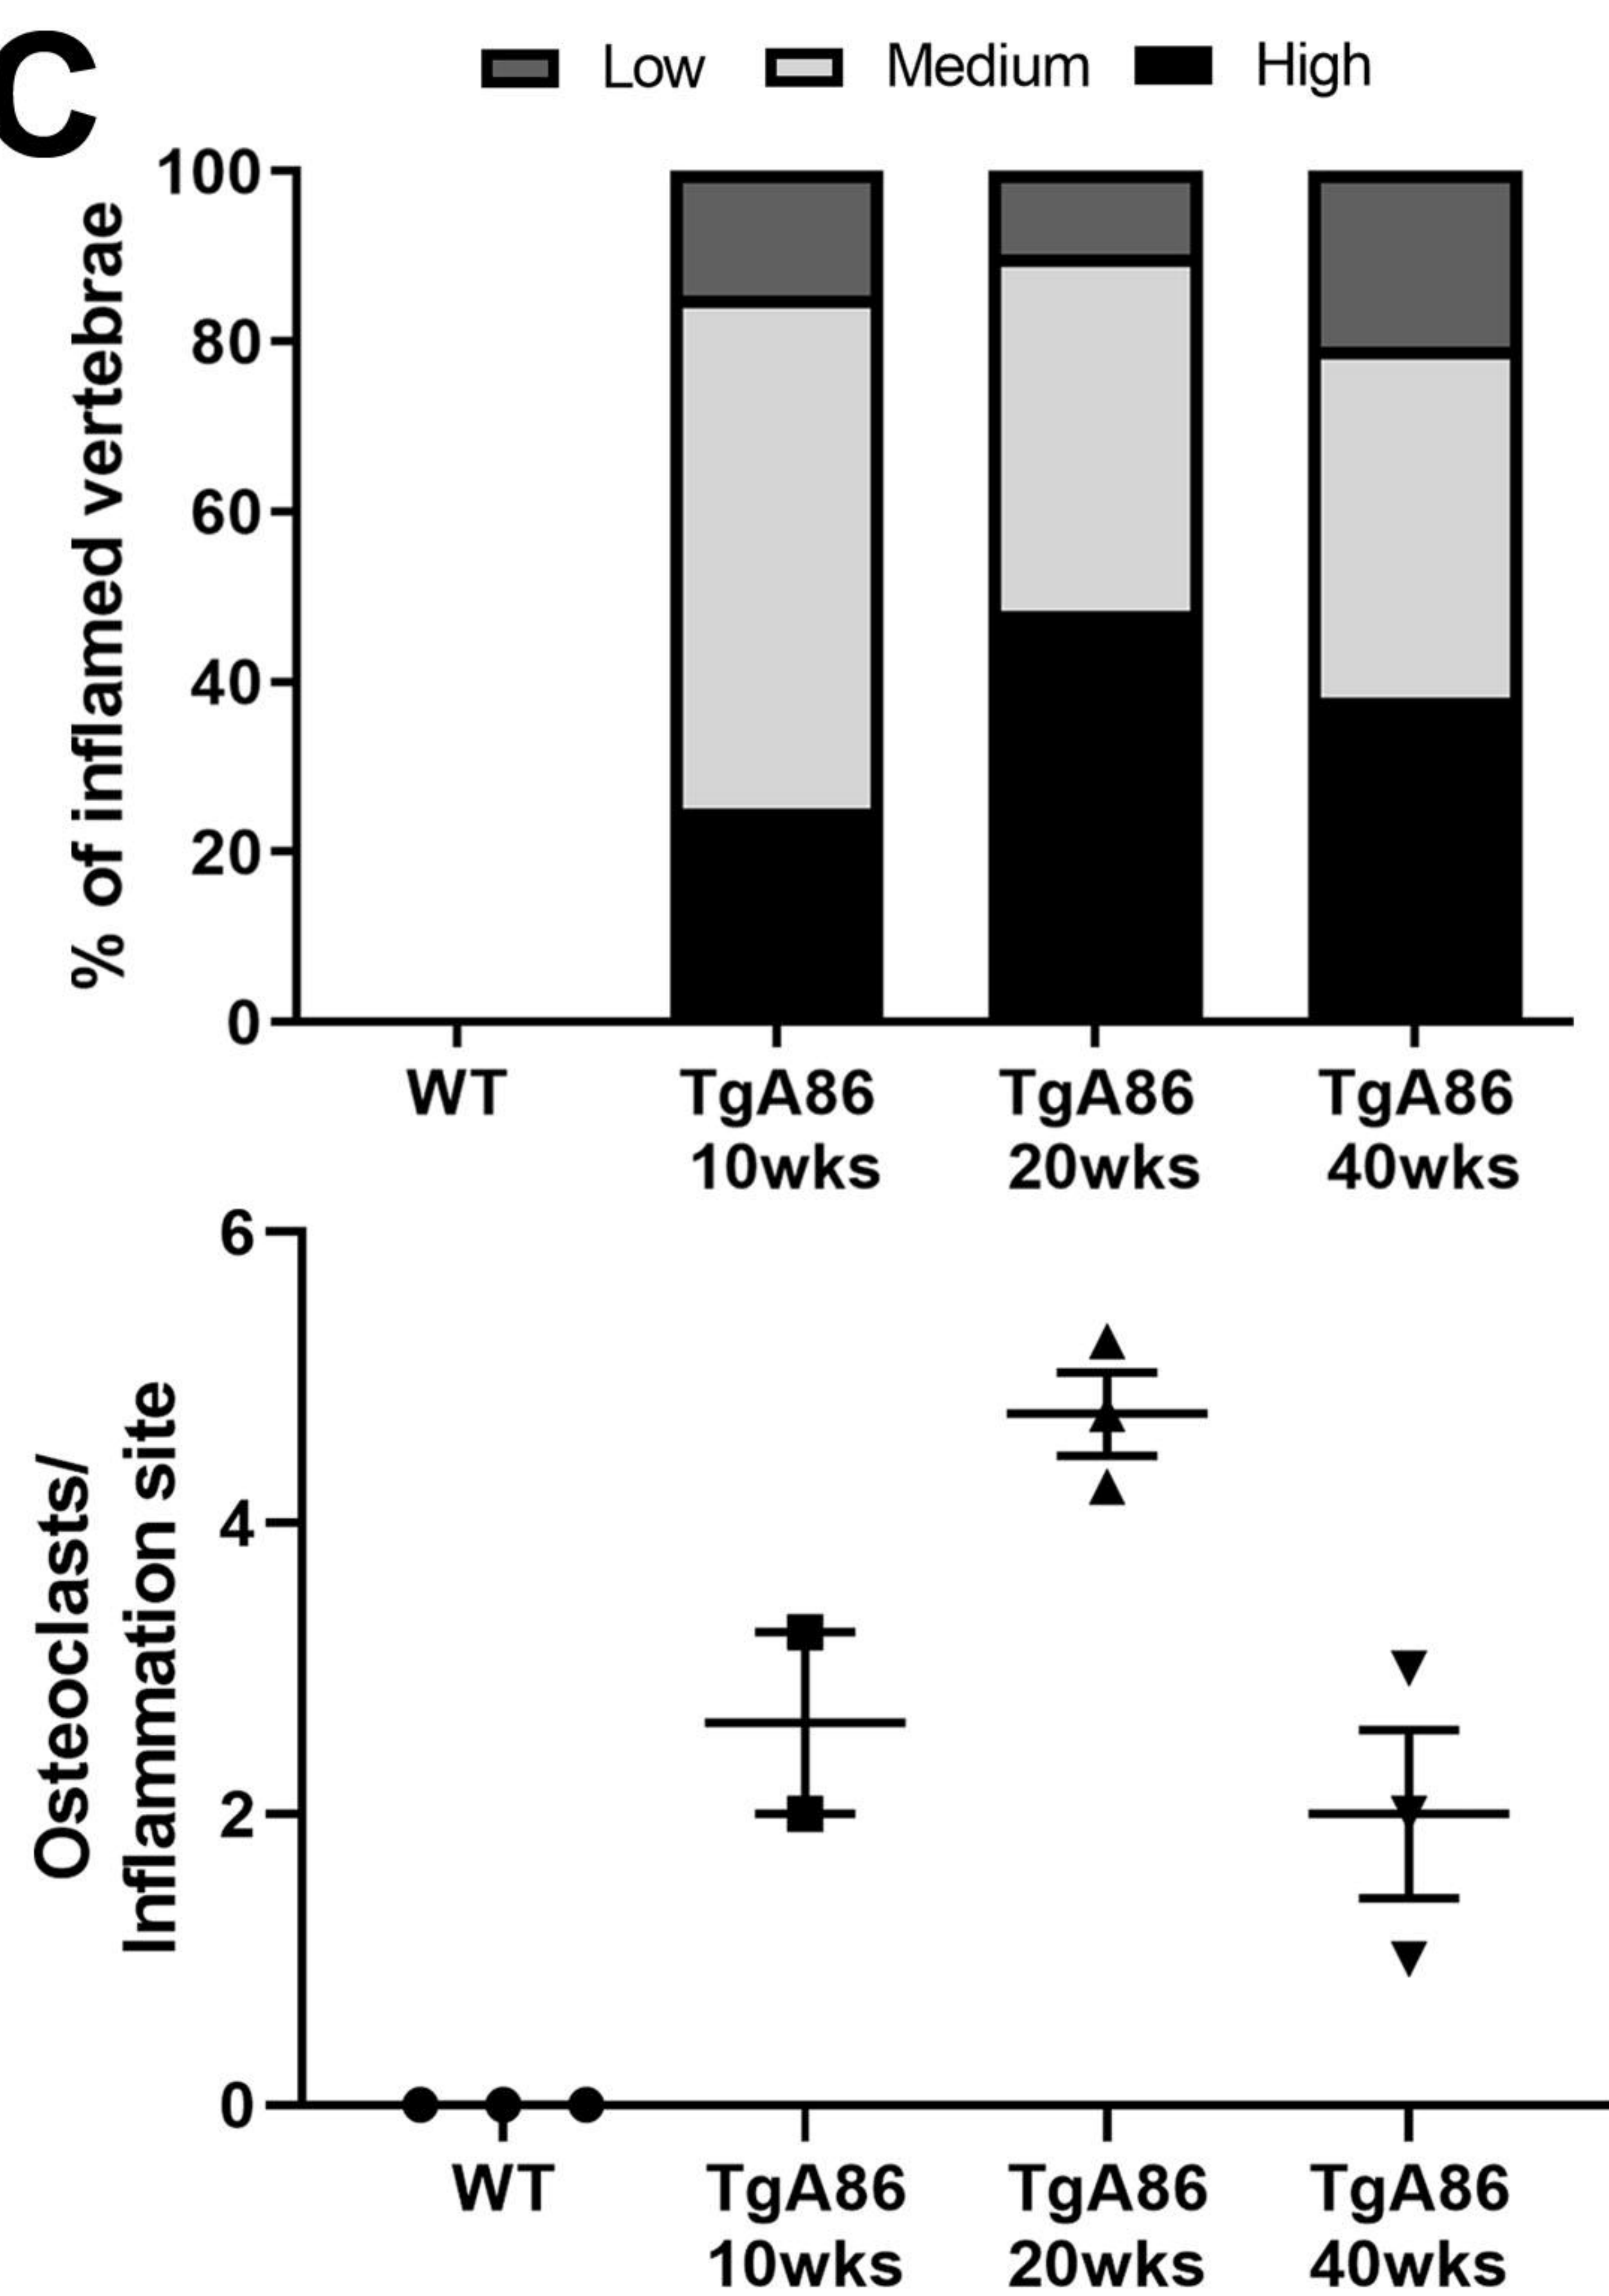 C
Low Medium High
% of inflamed vertebrae
100
80
60
40
20
0
WT TgA86 TgA86 TgA86
10wks 20wks 40wks
Osteoclasts/
Inflammation site
6
4
2
0
WT TgA86 TgA86 TgA86
10wks 20wks 40wks